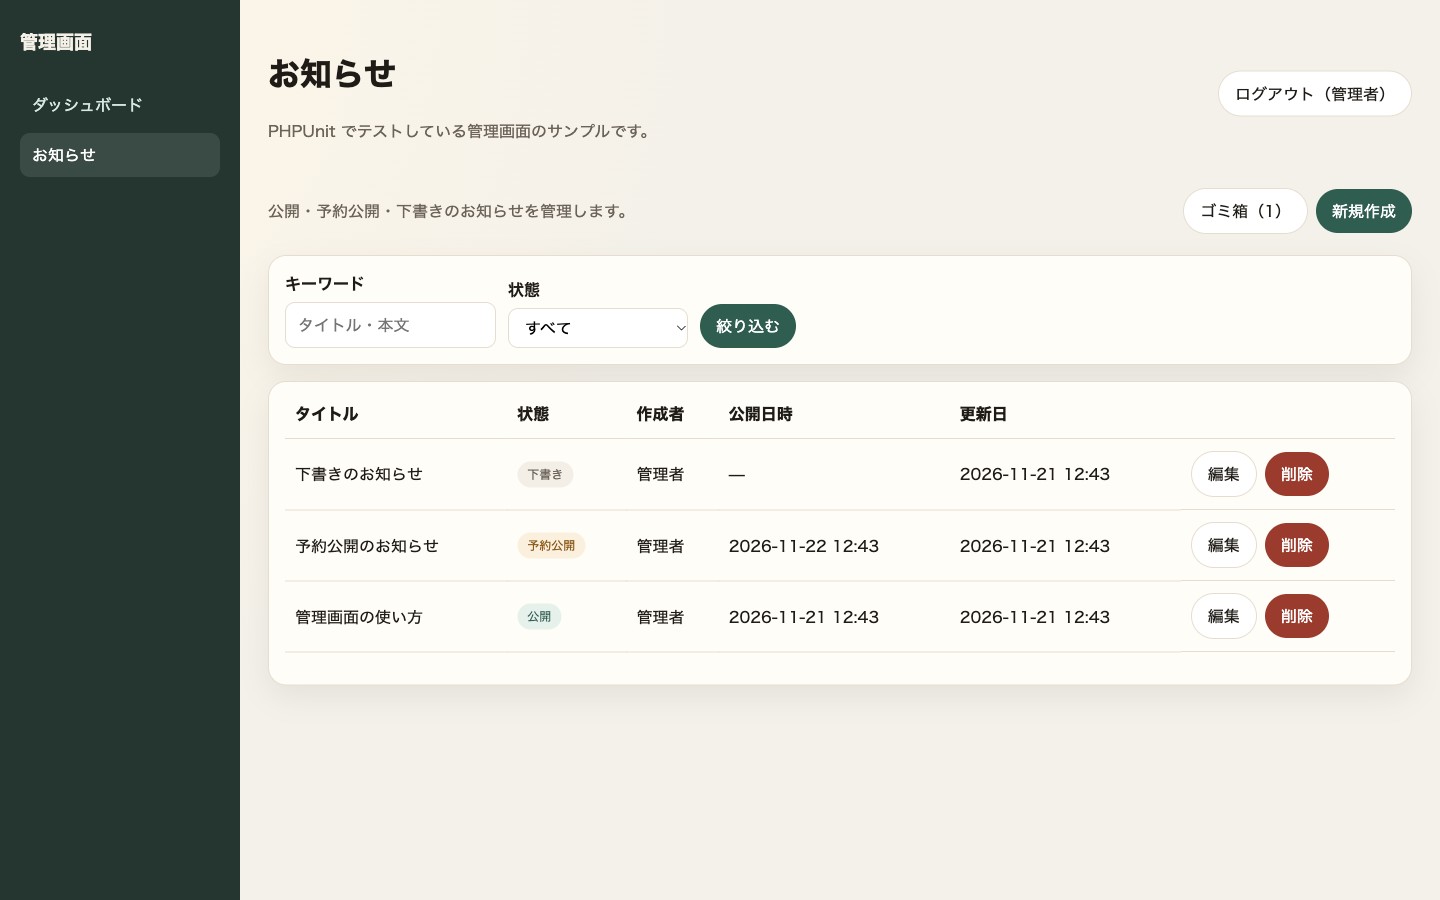 管理画面
ダッシュボード
お知らせ
お知らせ
ログアウト（管理者）
PHPUnit でテストしている管理画面のサンプルです。
公開・予約公開・下書きのお知らせを管理します。
ゴミ箱（1）
新規作成
キーワード
状態
タイトル・本文
すべて
絞り込む
タイトル 状態 作成者 公開日時 更新日
下書きのお知らせ 下書き 管理者 — 2026-11-21 12:43 編集 削除
予約公開のお知らせ 予約公開 管理者 2026-11-22 12:43 2026-11-21 12:43 編集 削除
管理画面の使い方 公開 管理者 2026-11-21 12:43 2026-11-21 12:43 編集 削除